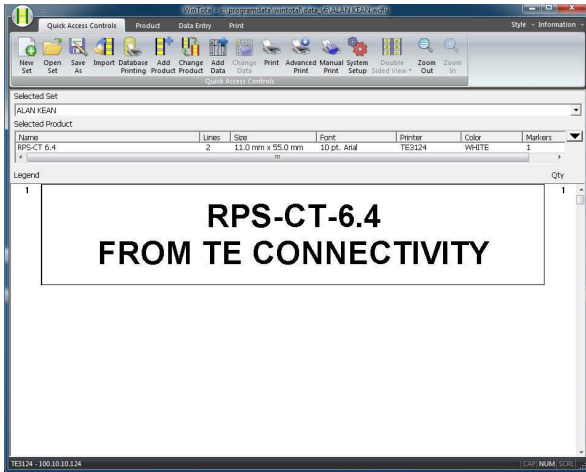 WinTotal - c:\programdata\wintotal\data_v6\ALAN KEAN.wdfu
Quick Access Controls Product Data Entry Print Style Information
New Set Open Set Save As Import Database Printing Add Product Change Product Add Data Change Data Print Advanced Print Manual Print System Setup Double Sided View Zoom Out Zoom In
Quick Access Controls
Selected Set
ALAN KEAN
Selected Product
Name Lines Size Font Printer Color Markers
RPS-CT 6.4 2 11.0 mm x 55.0 mm 10 pt. Arial TE3124 WHITE 1
Legend Qty
1 RPS-CT-6.4 1
FROM TE CONNECTIVITY
TE3124 - 100.10.10.124 CAP NUM SCRL